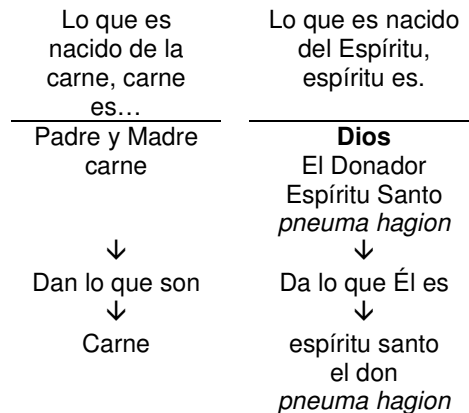 Lo que es
nacido de la
carne, carne
es…
Lo que es nacido
del Espíritu,
espíritu es.
Padre y Madre
carne
Dios
El Donador
Espíritu Santo
pneuma hagion
Dan lo que son
Da lo que Él es
Carne
espíritu santo
el don
pneuma hagion